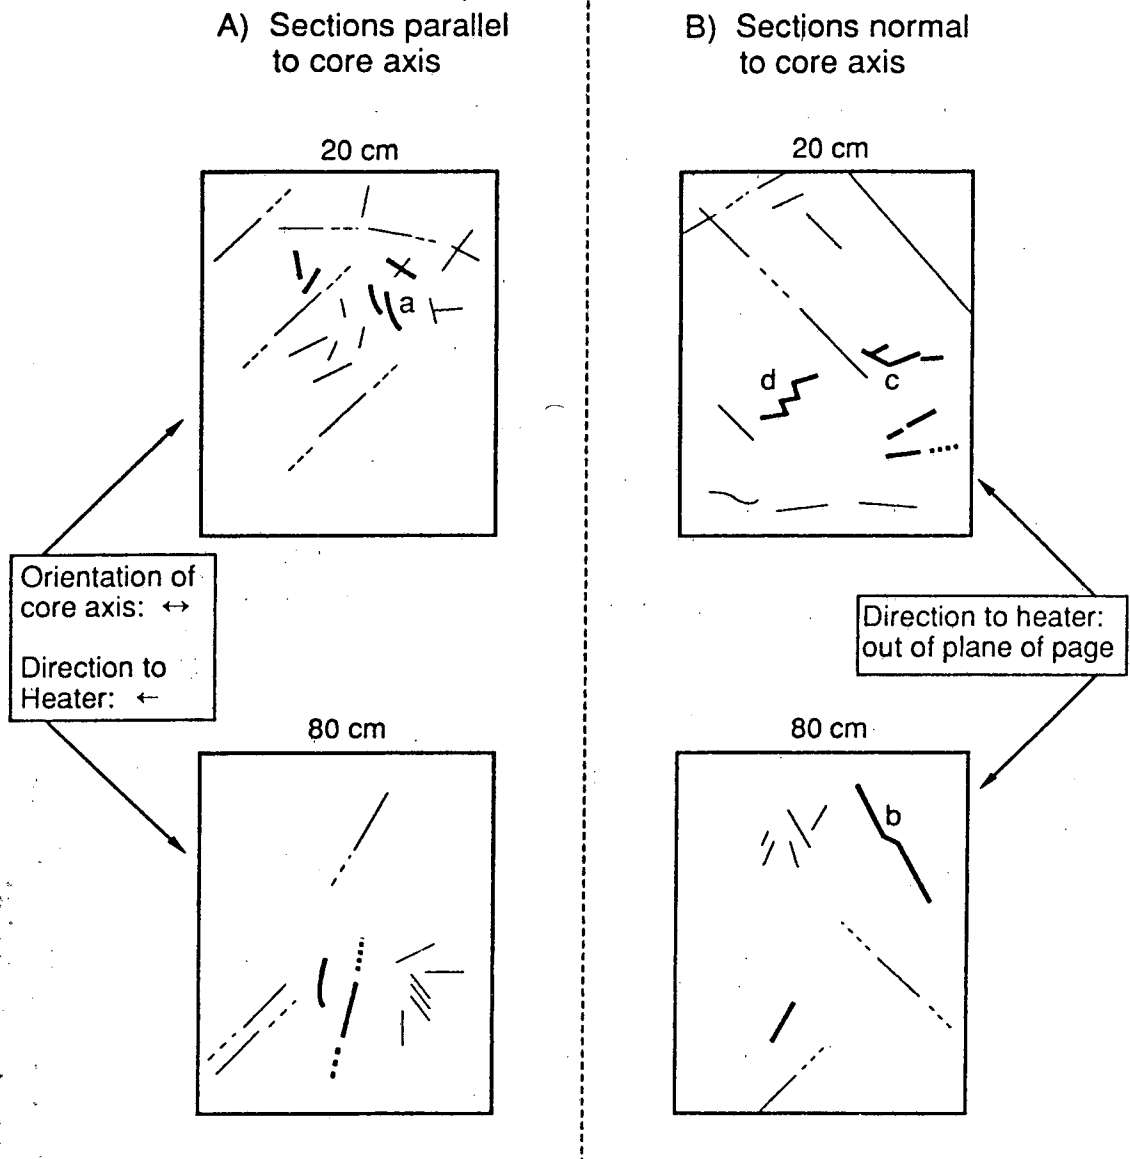 A) Sections parallel
to core axis
B) Sections normal
to core axis
20 cm
20 cm
a
d
c
Orientation of
core axis: ↔
Direction to
Heater: ←
Direction to heater:
out of plane of page
80 cm
80 cm
b